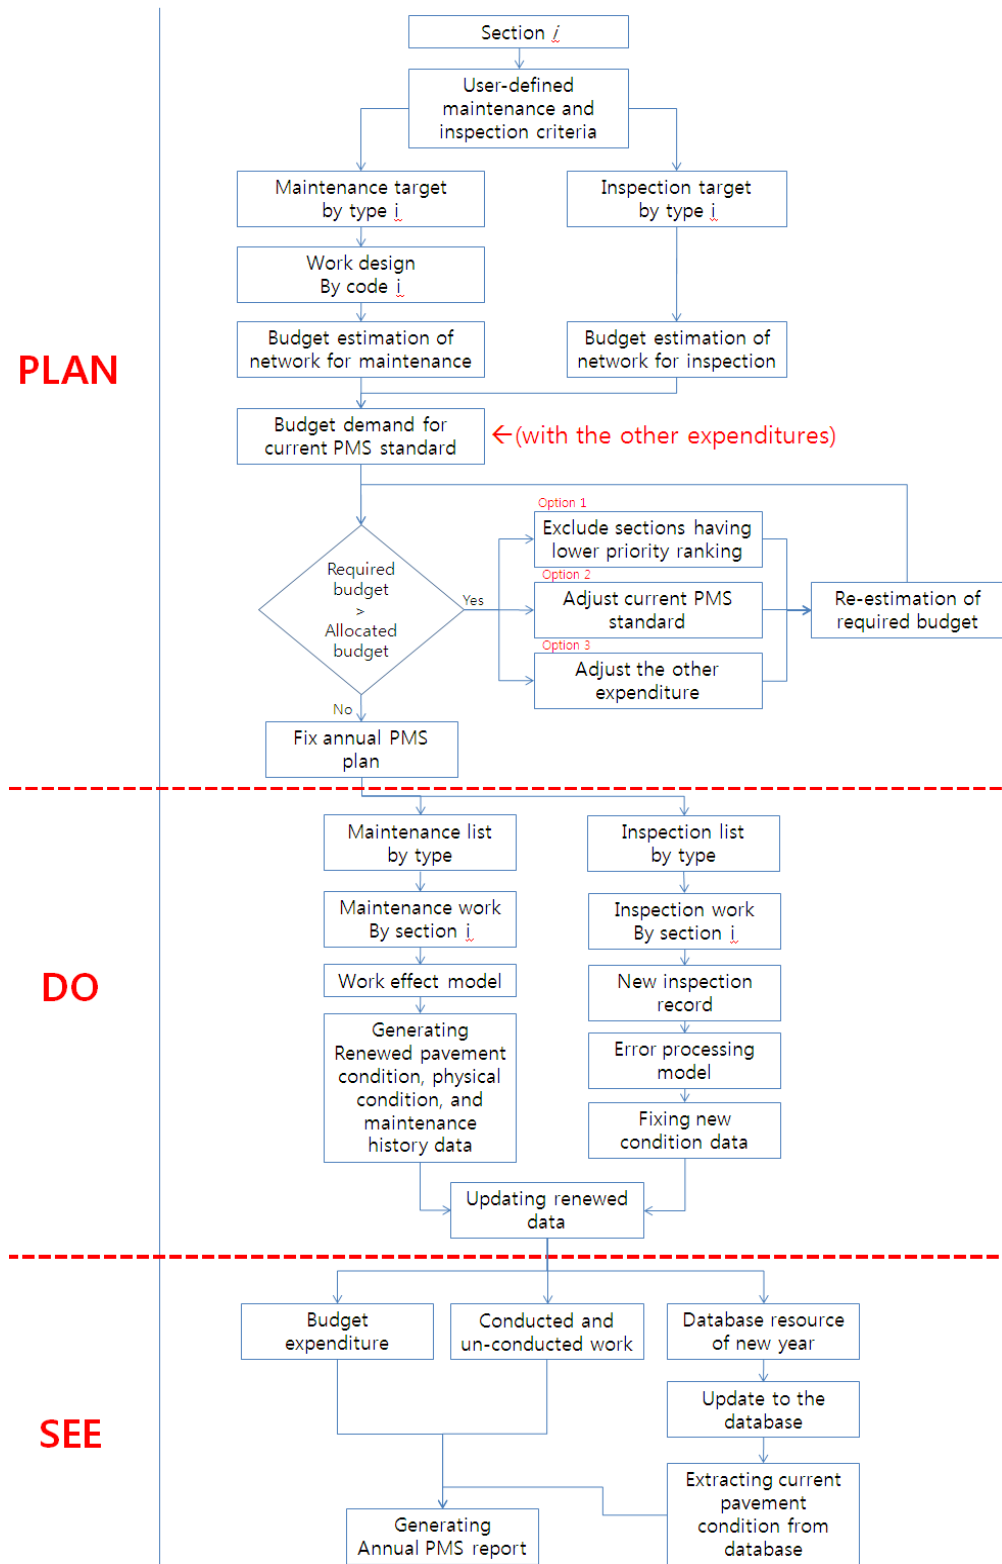 Section i
User-defined
maintenance and
inspection criteria
Maintenance target
by type i
Inspection target
by type i
Work design
By code i
Budget estimation of
network for maintenance
Budget estimation of
network for inspection
PLAN
Budget demand for
current PMS standard
←(with the other expenditures)
Required
budget
>
Allocated
budget
Yes
Option 1
Exclude sections having
lower priority ranking
Option 2
Adjust current PMS
standard
Option 3
Adjust the other
expenditure
Re-estimation of
required budget
No
Fix annual PMS
plan
DO
Maintenance list
by type
Inspection list
by type
Maintenance work
By section i
Inspection work
By section i
Work effect model
New inspection
record
Generating
Renewed pavement
condition, physical
condition, and
maintenance
history data
Error processing
model
Fixing new
condition data
Updating renewed
data
SEE
Budget
expenditure
Conducted and
un-conducted work
Database resource
of new year
Update to the
database
Extracting current
pavement
condition from
database
Generating
Annual PMS report